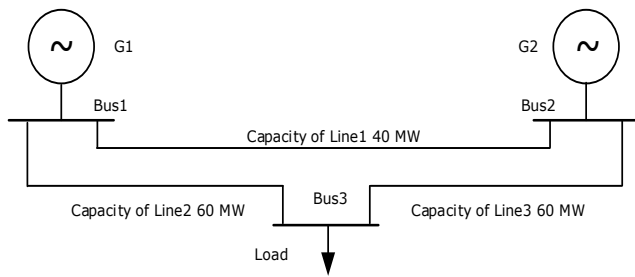 G1
G2
Bus1
Bus2
Capacity of Line1 40 MW
Bus3
Capacity of Line2 60 MW
Capacity of Line3 60 MW
Load